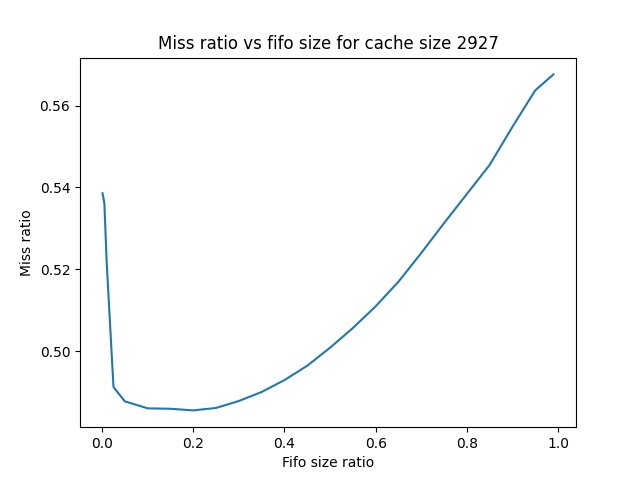 Miss ratio vs fifo size for cache size 2927
0.56
0.54
0.52
0.50
Miss ratio
0.0 0.2 0.4 0.6 0.8 1.0
Fifo size ratio